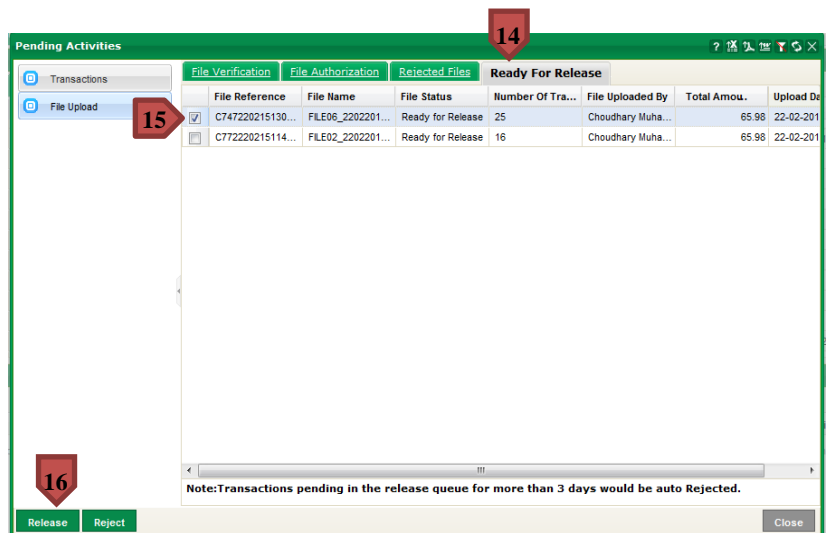 14
Pending Activities
Transactions
File Upload
File Verification File Authorization Rejected Files Ready For Release
File Reference File Name File Status Number Of Tra... File Uploaded By Total Amou.. Upload Da
15
C747220215130... FILE06_2202201... Ready for Release 25 Choudhary Muha... 65.98 22-02-201
C772220215114... FILE02_2202201... Ready for Release 16 Choudhary Muha... 65.98 22-02-201
Note:Transactions pending in the release queue for more than 3 days would be auto Rejected.
16
Release Reject Close